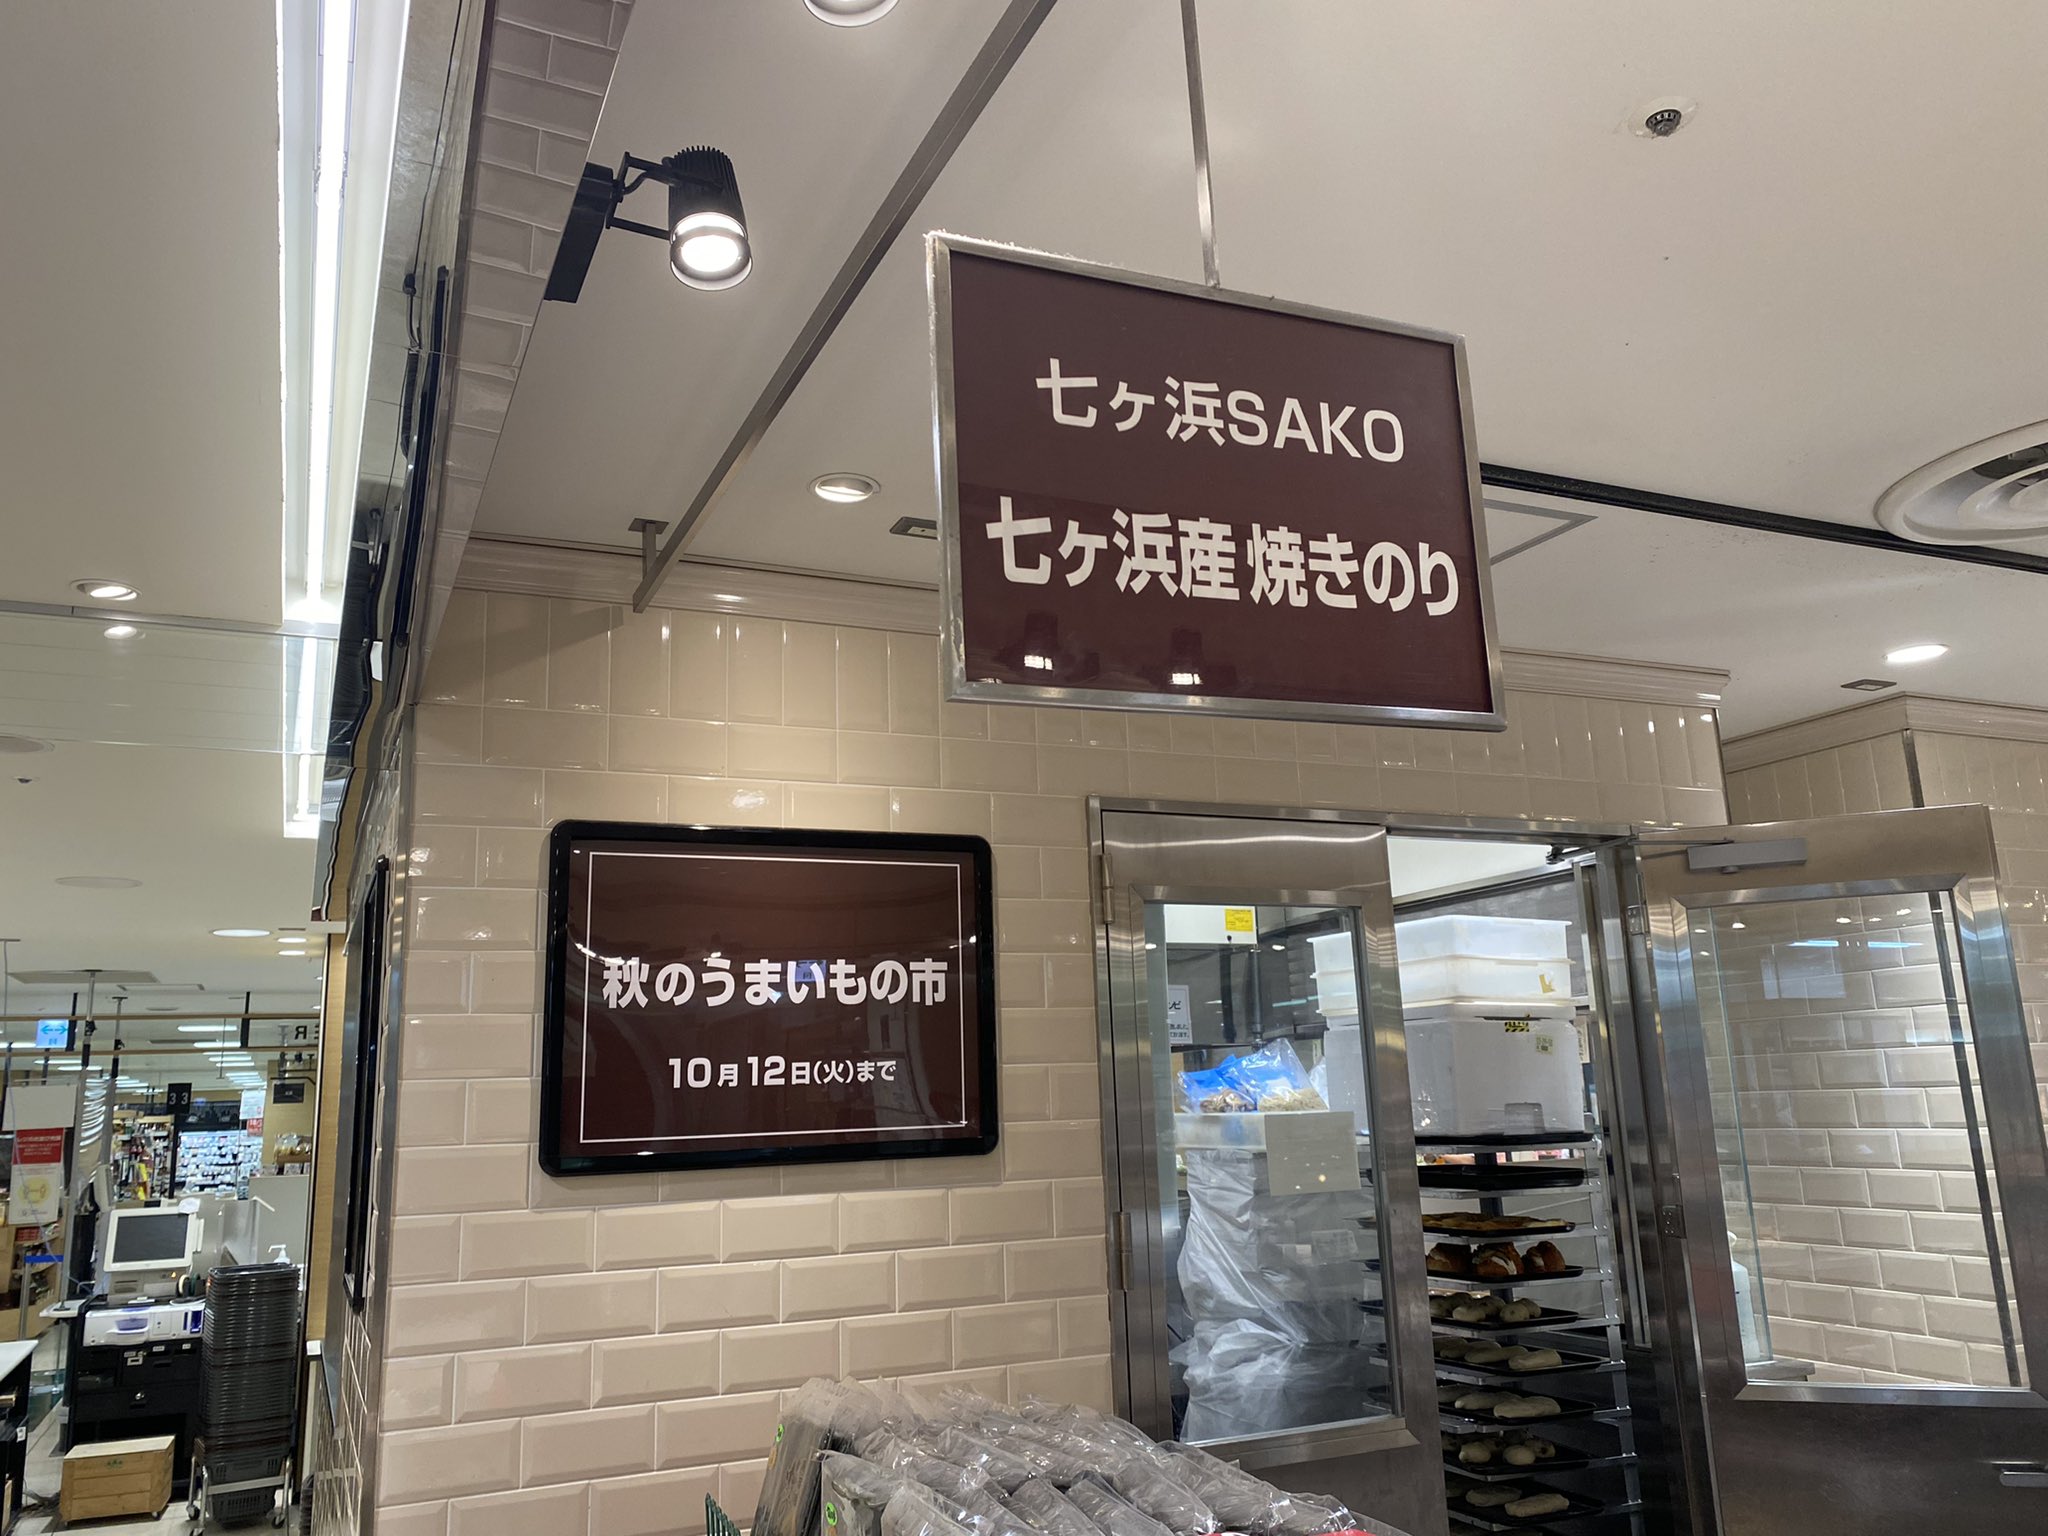 七ヶ浜SAKO
七ヶ浜産 焼きのり
秋のうまいもの市
10月12日(火)まで
33